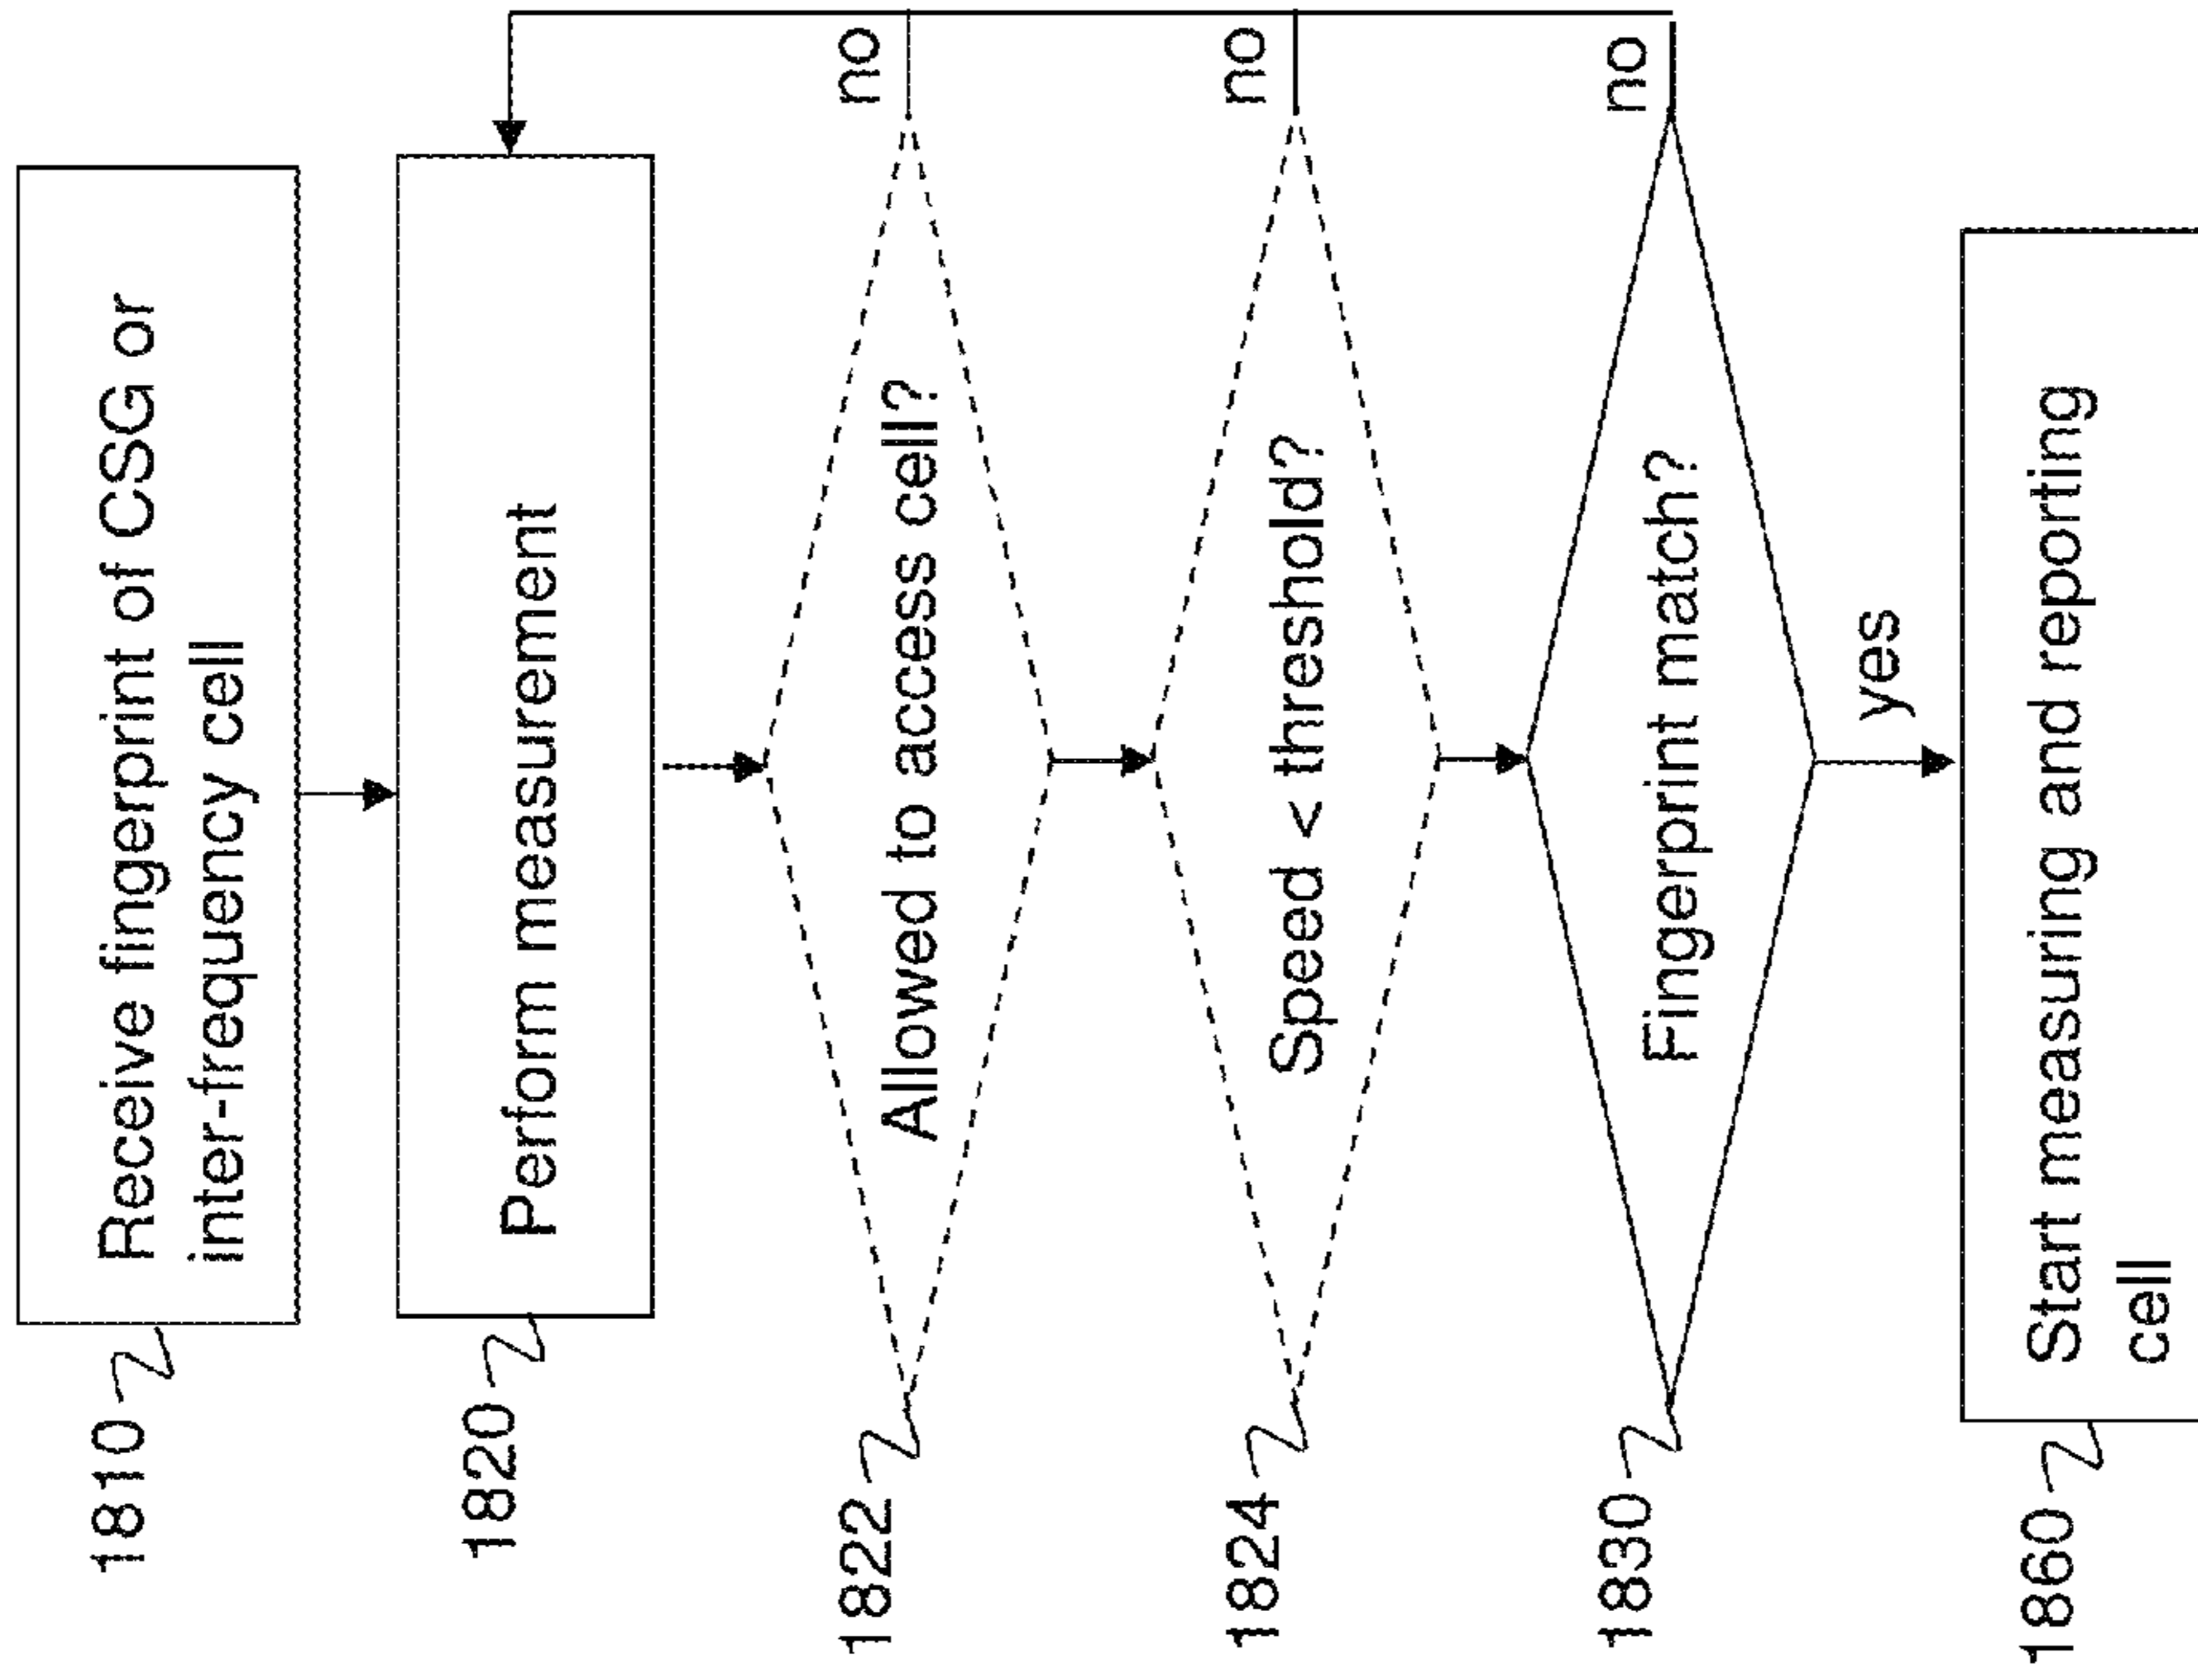 1810
Receive fingerprint of CSG or
inter-frequency cell
1820
Perform measurement
1822
Allowed to access cell?
no
1824
Speed < threshold?
no
1830
Fingerprint match?
no
yes
1860
Start measuring and reporting
cell